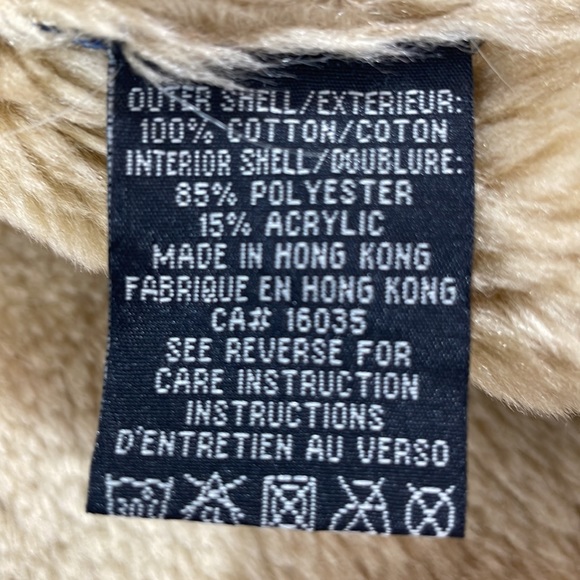 OUTER SHELL/EXTERIEUR:
100% COTTON/COTON
INTERIOR SHELL/DOUBLURE:
85% POLYESTER
15% ACRYLIC
MADE IN HONG KONG
FABRIQUE EN HONG KONG
CA# 16035
SEE REVERSE FOR
CARE INSTRUCTION
INSTRUCTIONS
D'ENTRETIEN AU VERSO